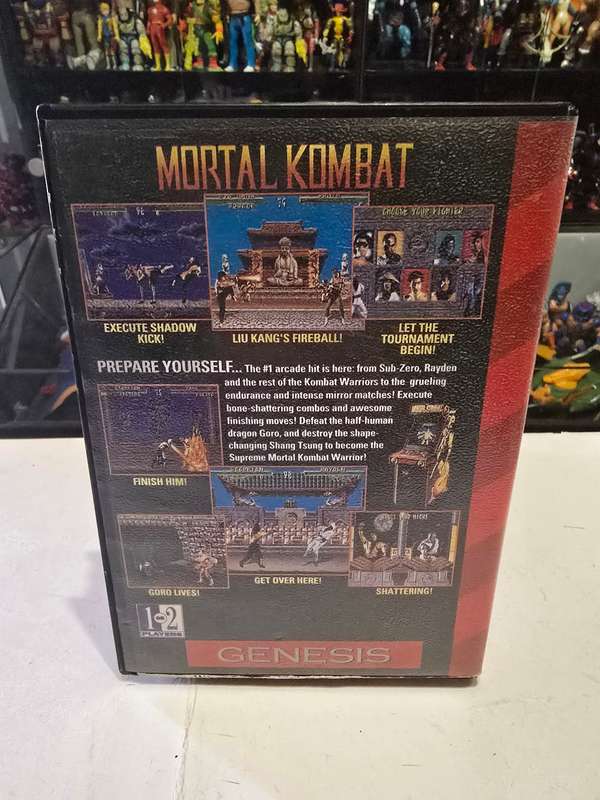 MORTAL KOMBAT
CHOOSE YOUR FIGHTER
EXECUTE SHADOW
KICK!
LIU KANG'S FIREBALL!
LET THE
TOURNAMENT
BEGIN!
PREPARE YOURSELF... The #1 arcade hit is here: from Sub-Zero, Rayden
and the rest of the Kombat Warriors to the grueling
endurance and intense mirror matches! Execute
bone-shattering combos and awesome
finishing moves! Defeat the half-human
dragon Goro, and destroy the shape-
changing Shang Tsung to become the
Supreme Mortal Kombat Warrior!
MORTAL KOMBAT
FINISH HIM!
GORO LIVES!
GET OVER HERE!
SHATTERING!
1 OR 2
PLAYERS
GENESIS